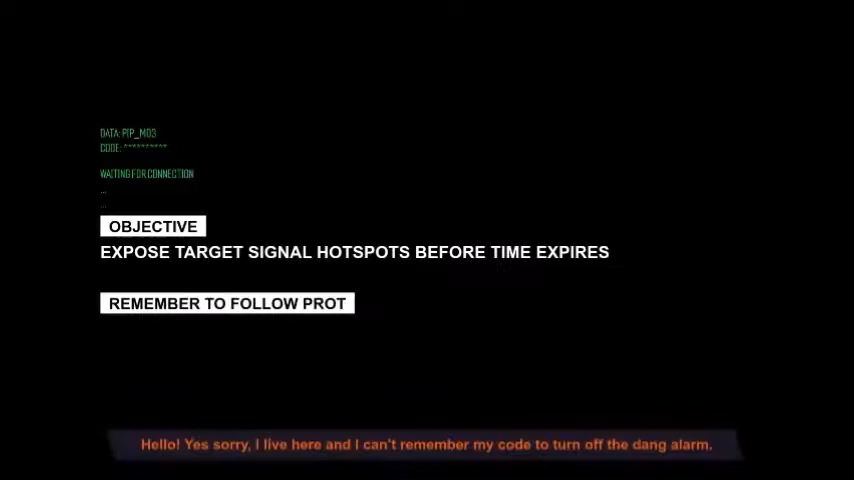 DATA: PIP_M03
CODE: **********
WAITING FOR CONNECTION
...
...
OBJECTIVE
EXPOSE TARGET SIGNAL HOTSPOTS BEFORE TIME EXPIRES
REMEMBER TO FOLLOW PROT
Hello! Yes sorry, I live here and I can't remember my code to turn off the dang alarm.